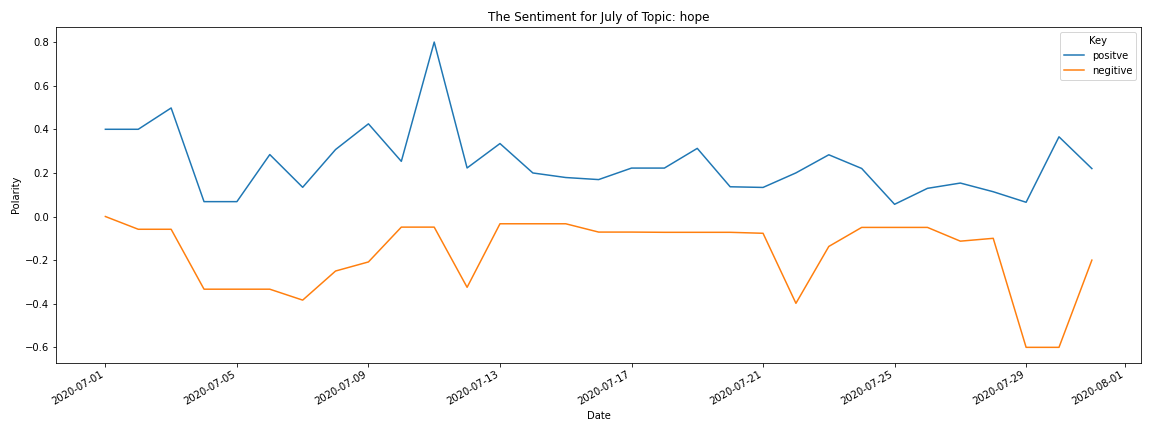 The Sentiment for July of Topic: hope
Key
positve
negitive
0.8
0.6
0.4
0.2
0.0
−0.2
−0.4
−0.6
Polarity
2020-07-01
2020-07-05
2020-07-09
2020-07-13
2020-07-17
2020-07-21
2020-07-25
2020-07-29
2020-08-01
Date